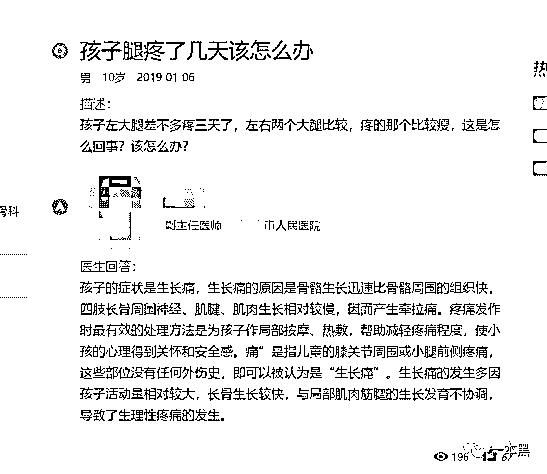 孩子腿疼了几天该怎么办
男 10岁 2019 01 06
热
描述:
孩子左大腿差不多疼三天了，左右两个大腿比较，疼的那个比较瘦，这是怎
么回事？该怎么办？
骨科
副主任医师 市人民医院
医生回答:
孩子的症状是生长痛，生长痛的原因是骨骼生长迅速比骨骼周围的组织快，
四肢长骨周围神经、肌腱、肌肉生长相对较慢，因而产生牵拉痛。疼痛发作
时最有效的处理方法是为孩子作局部按摩、热敷，帮助减轻疼痛程度，使小
孩的心理得到关怀和安全感。痛”是指儿童的膝关节周围或小腿前侧疼痛，
这些部位没有任何外伤史，即可以被认为是“生长痛”。生长痛的发生多因
孩子活动量相对较大，长骨生长较快，与局部肌肉筋腱的生长发育不协调，
导致了生理性疼痛的发生。
196 一本黑